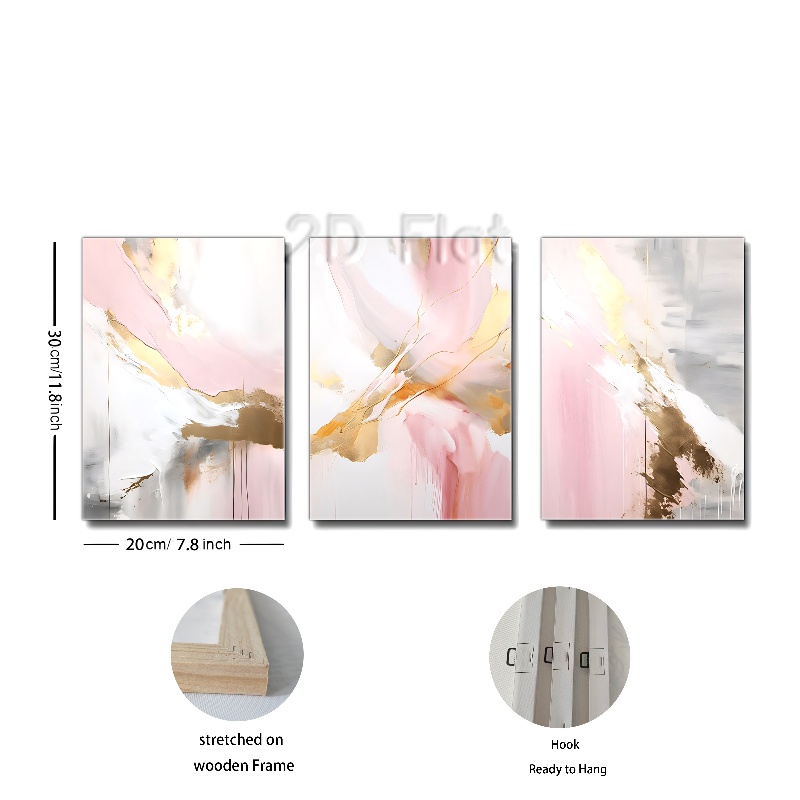 2D Flat
30cm/11.8inch
20cm/ 7.8 inch
stretched on
wooden Frame
Hook
Ready to Hang